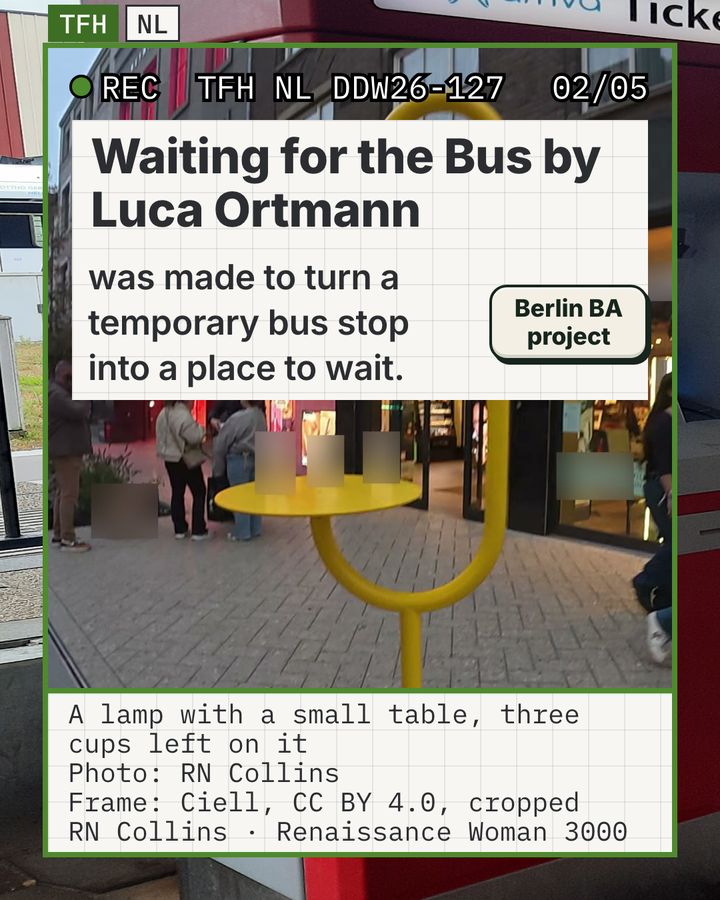 Ticke
TFH NL
REC TFH NL DDW26-127 02/05
Waiting for the Bus by
Luca Ortmann
was made to turn a
temporary bus stop
into a place to wait.
Berlin BA
project
A lamp with a small table, three
cups left on it
Photo: RN Collins
Frame: Ciell, CC BY 4.0, cropped
RN Collins · Renaissance Woman 3000